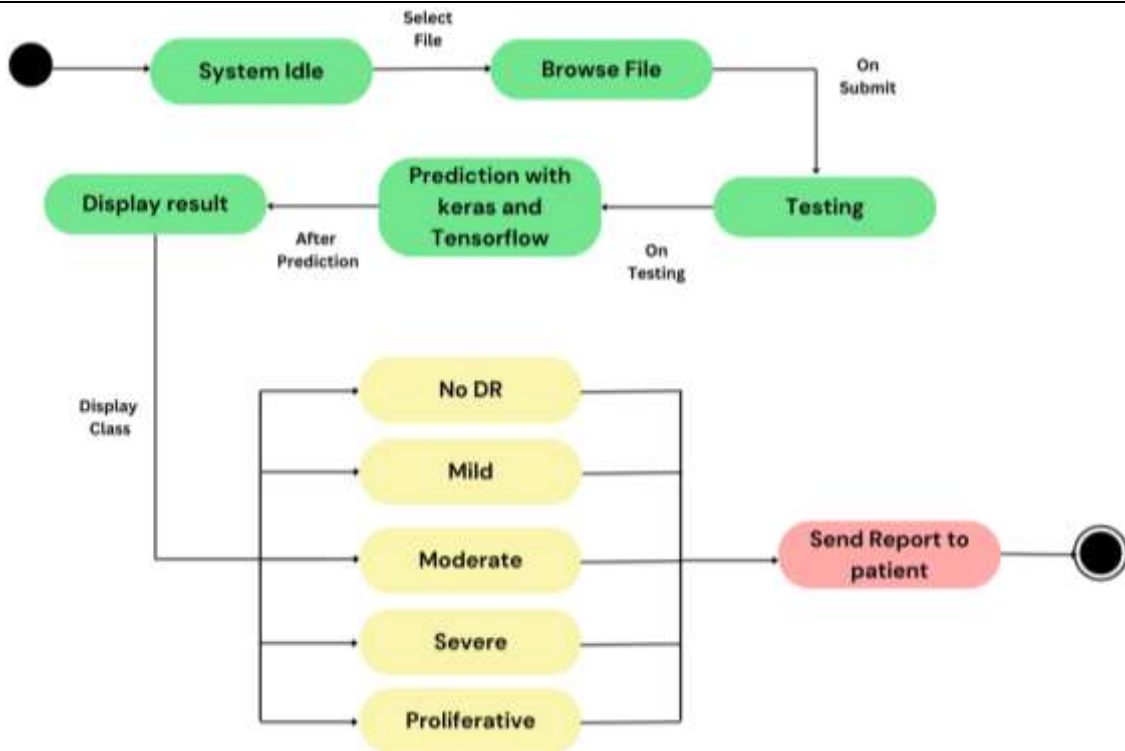 Select
File
System Idle
Browse File
On
Submit
Display result
Prediction with
keras and
Tensorflow
Testing
After
Prediction
On
Testing
Display
Class
No DR
Mild
Moderate
Severe
Proliferative
Send Report to
patient